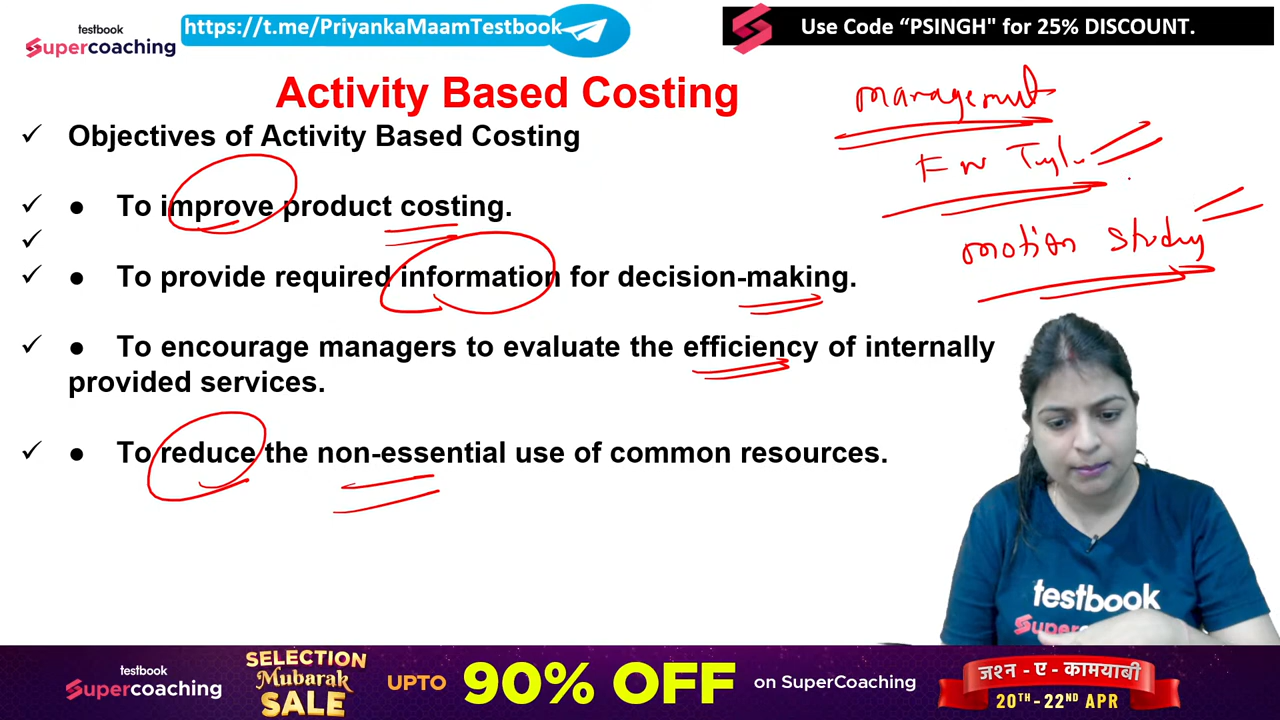 testbook
Supercoaching
https://t.me/PriyankaMaamTestbook
Use Code “PSINGH" for 25% DISCOUNT.
Activity Based Costing
management
✓ Objectives of Activity Based Costing
F W
✓ ● To improve product costing.
motion study
✓
✓ ● To provide required information for decision-making.
✓ ● To encourage managers to evaluate the efficiency of internally
provided services.
✓ ● To reduce the non-essential use of common resources.
testbook
testbook
Supercoaching
SELECTION
Mubarak
SALE
UPTO 90% OFF on SuperCoaching
जश्न - ए - कामयाबी
20TH - 22ND APR